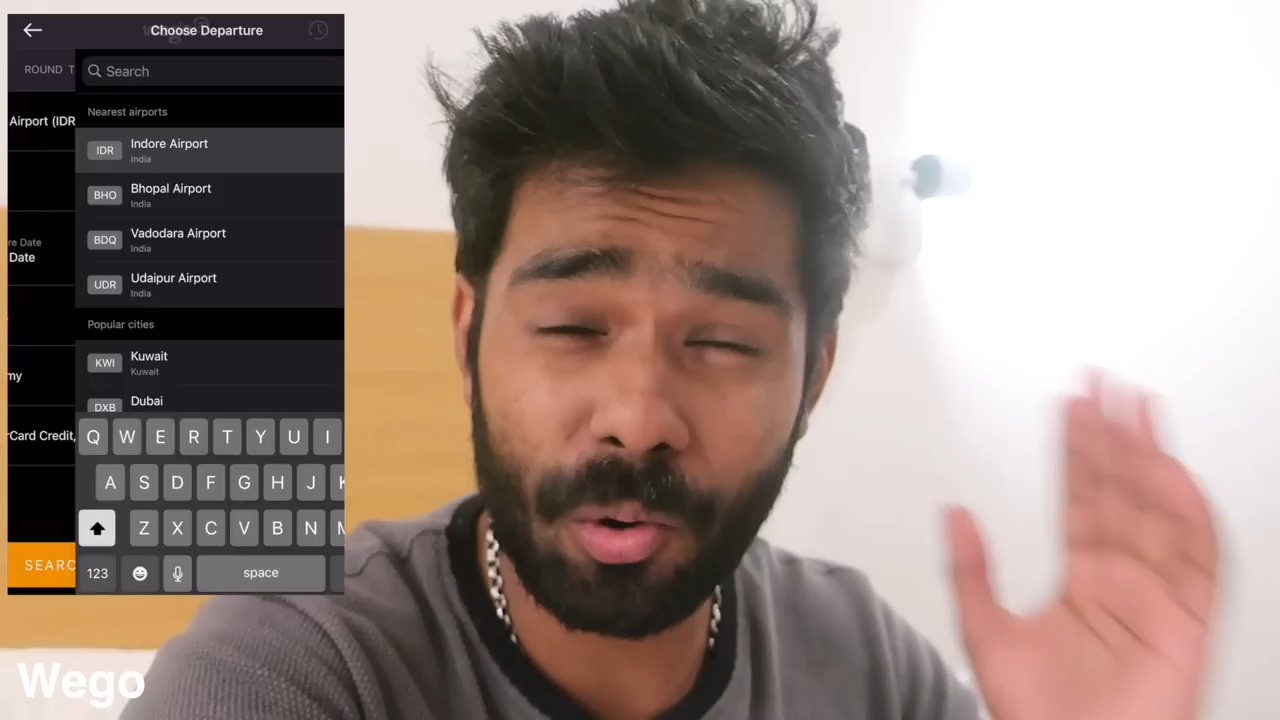 Choose Departure
ROUND T
Search
Nearest airports
Airport (IDR
IDR
Indore Airport
India
BHO
Bhopal Airport
India
BDQ
Vadodara Airport
India
re Date
Date
UDR
Udaipur Airport
India
Popular cities
KWI
Kuwait
Kuwait
my
DXB
Dubai
Card Credit,
Q W E R T Y U I
A S D F G H J K
Z X C V B N M
SEARC
123
space
Wego